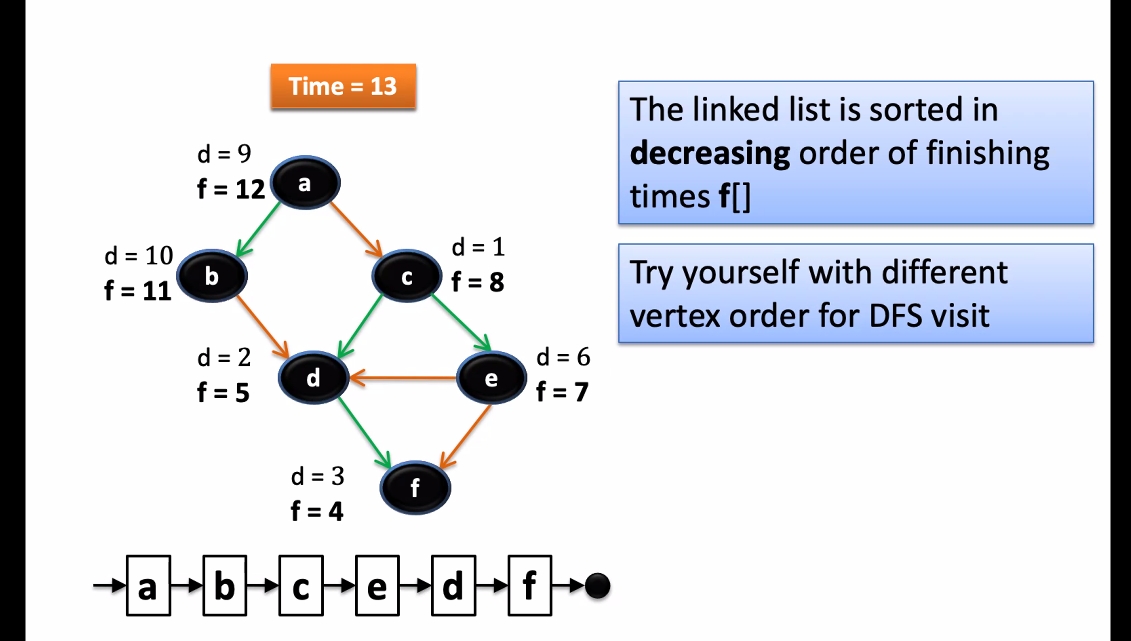 Time = 13
The linked list is sorted in
decreasing order of finishing
times f[]
Try yourself with different
vertex order for DFS visit
d = 9
f = 12
a
d = 10
f = 11
b
c
d = 1
f = 8
d = 2
f = 5
d
e
d = 6
f = 7
d = 3
f = 4
f
a b c e d f